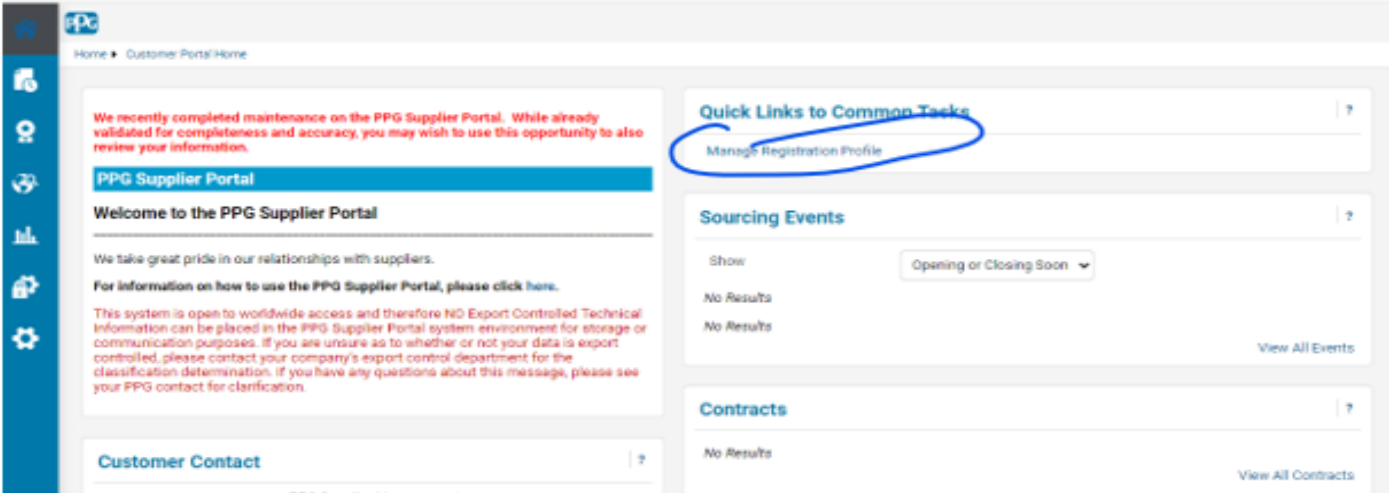 PPG
Home ▸ Customer Portal Home
We recently completed maintenance on the PPG Supplier Portal. While already
validated for completeness and accuracy, you may wish to use this opportunity to also
review your information.
PPG Supplier Portal
Welcome to the PPG Supplier Portal
We take great pride in our relationships with suppliers.
For information on how to use the PPG Supplier Portal, please click here.
This system is open to worldwide access and therefore NO Export Controlled Technical
Information can be placed in the PPG Supplier Portal system environment for storage or
communication purposes. If you are unsure as to whether or not your data is export
controlled, please contact your company's export control department for the
classification determination. If you have any questions about this message, please see
your PPG contact for clarification.
Customer Contact ?
Quick Links to Common Tasks ?
Manage Registration Profile
Sourcing Events ?
Show Opening or Closing Soon
No Results
No Results
View All Events
Contracts ?
No Results
View All Contracts